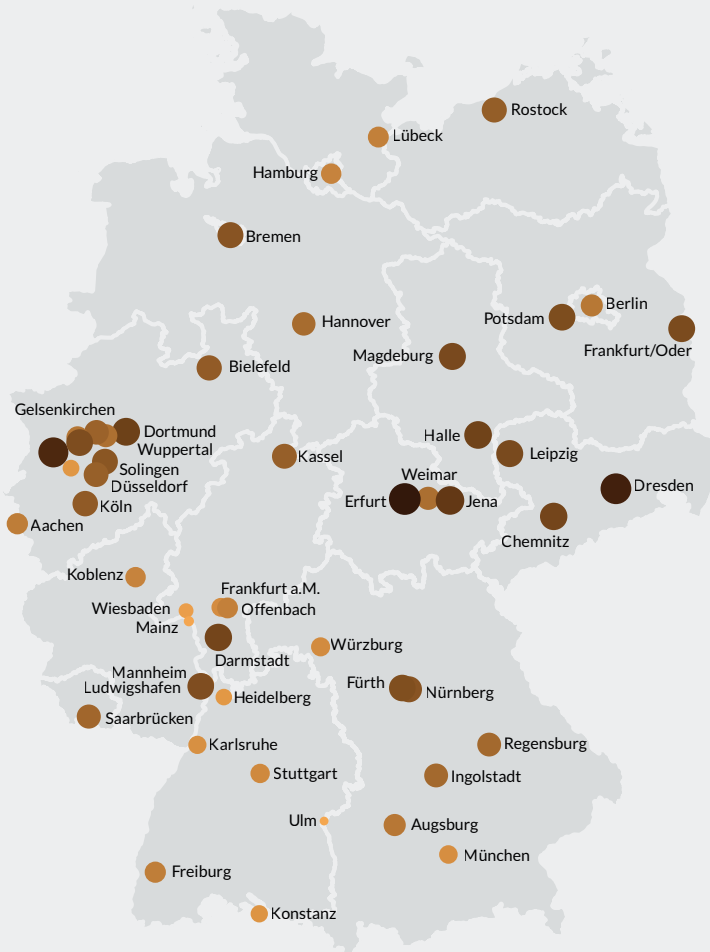 Rostock
Lübeck
Hamburg
Bremen
Berlin
Potsdam
Hannover
Frankfurt/Oder
Magdeburg
Bielefeld
Gelsenkirchen
Dortmund
Wuppertal
Halle
Leipzig
Kassel
Solingen
Weimar
Düsseldorf
Dresden
Erfurt
Jena
Köln
Aachen
Chemnitz
Koblenz
Frankfurt a.M.
Wiesbaden
Offenbach
Mainz
Würzburg
Darmstadt
Mannheim
Ludwigshafen
Fürth
Nürnberg
Heidelberg
Saarbrücken
Karlsruhe
Regensburg
Stuttgart
Ingolstadt
Ulm
Augsburg
München
Freiburg
Konstanz